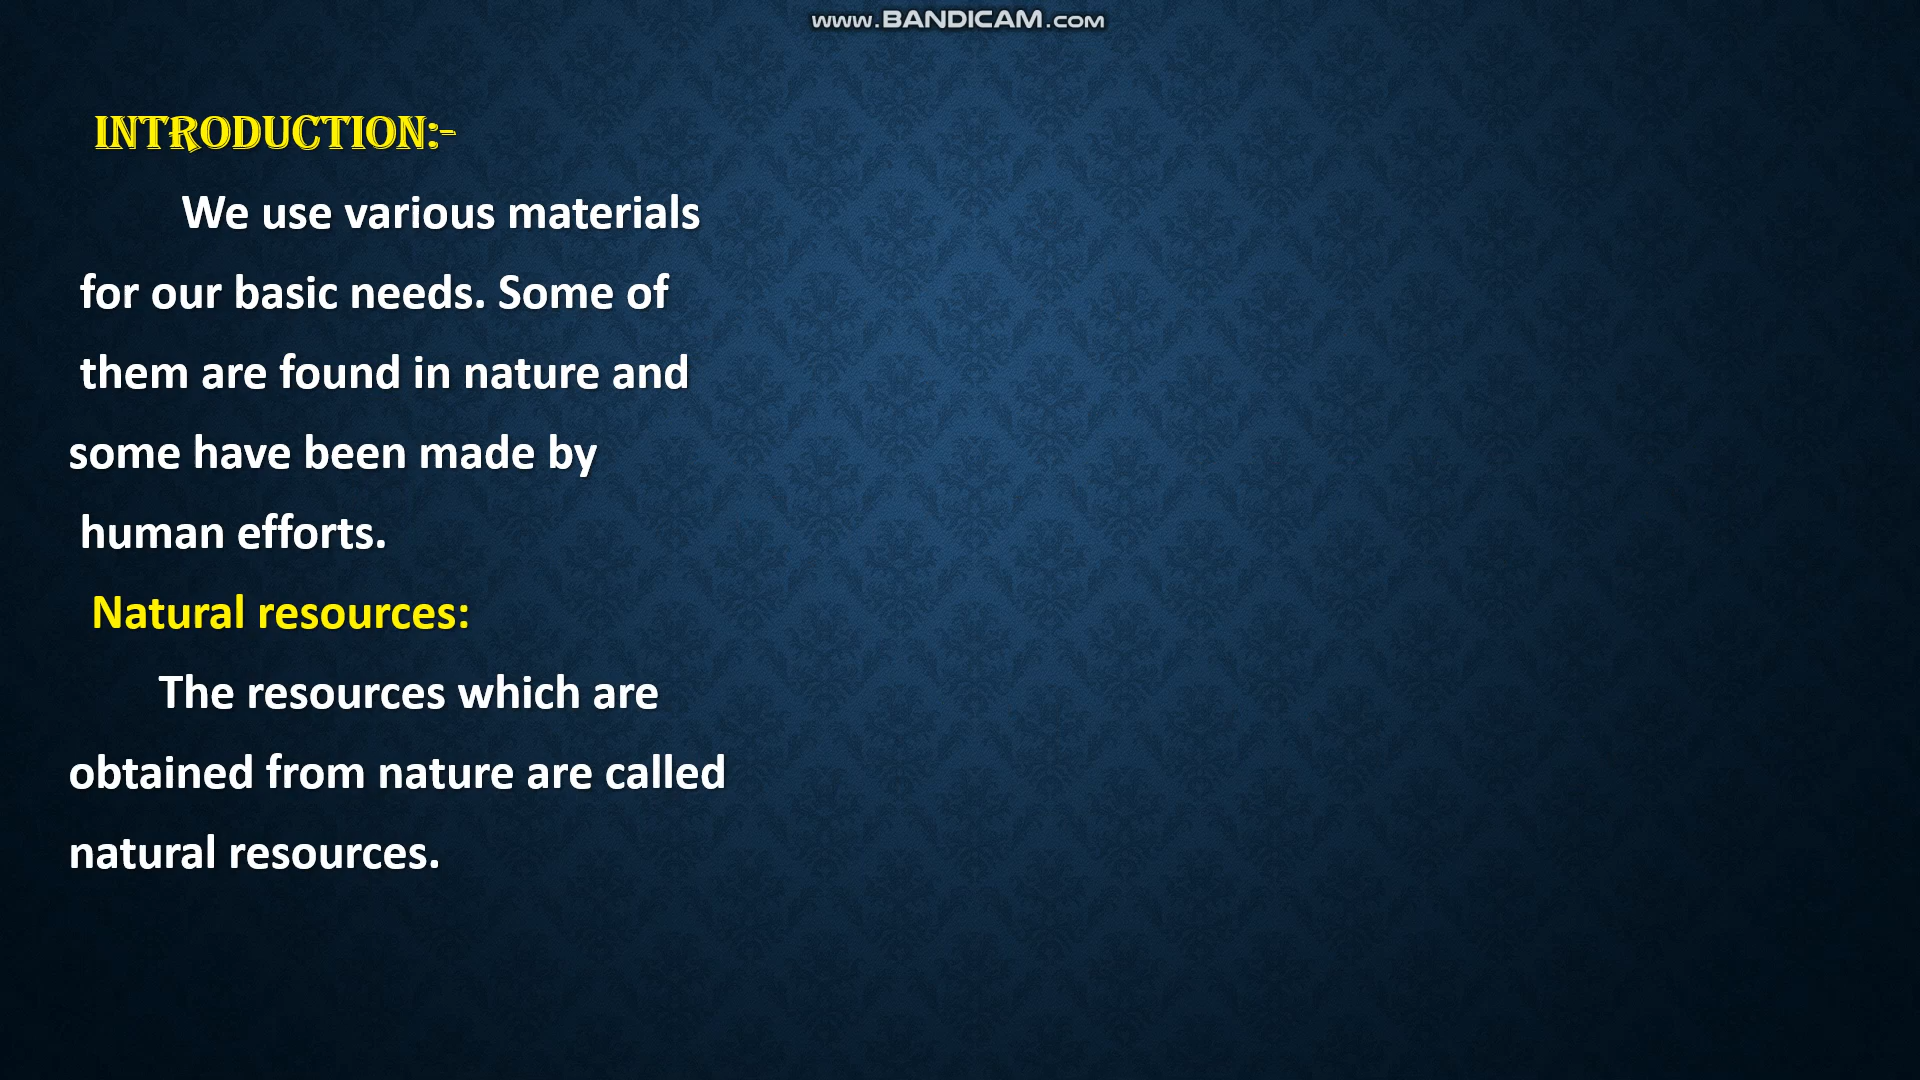 www.BANDICAM.com
INTRODUCTION:-
We use various materials
for our basic needs. Some of
them are found in nature and
some have been made by
human efforts.
Natural resources:
The resources which are
obtained from nature are called
natural resources.